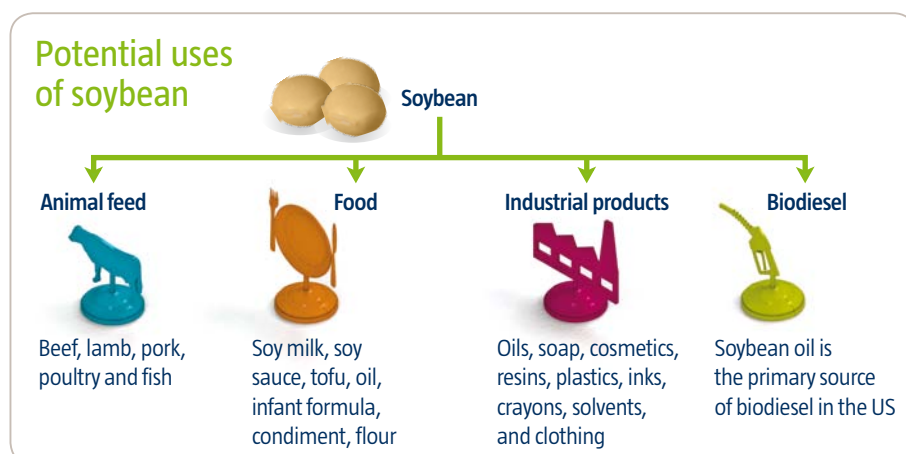 Potential uses
of soybean
Soybean
Animal feed
Food
Industrial products
Biodiesel
Beef, lamb, pork,
poultry and fish
Soy milk, soy
sauce, tofu, oil,
infant formula,
condiment, flour
Oils, soap, cosmetics,
resins, plastics, inks,
crayons, solvents,
and clothing
Soybean oil is
the primary source
of biodiesel in the US